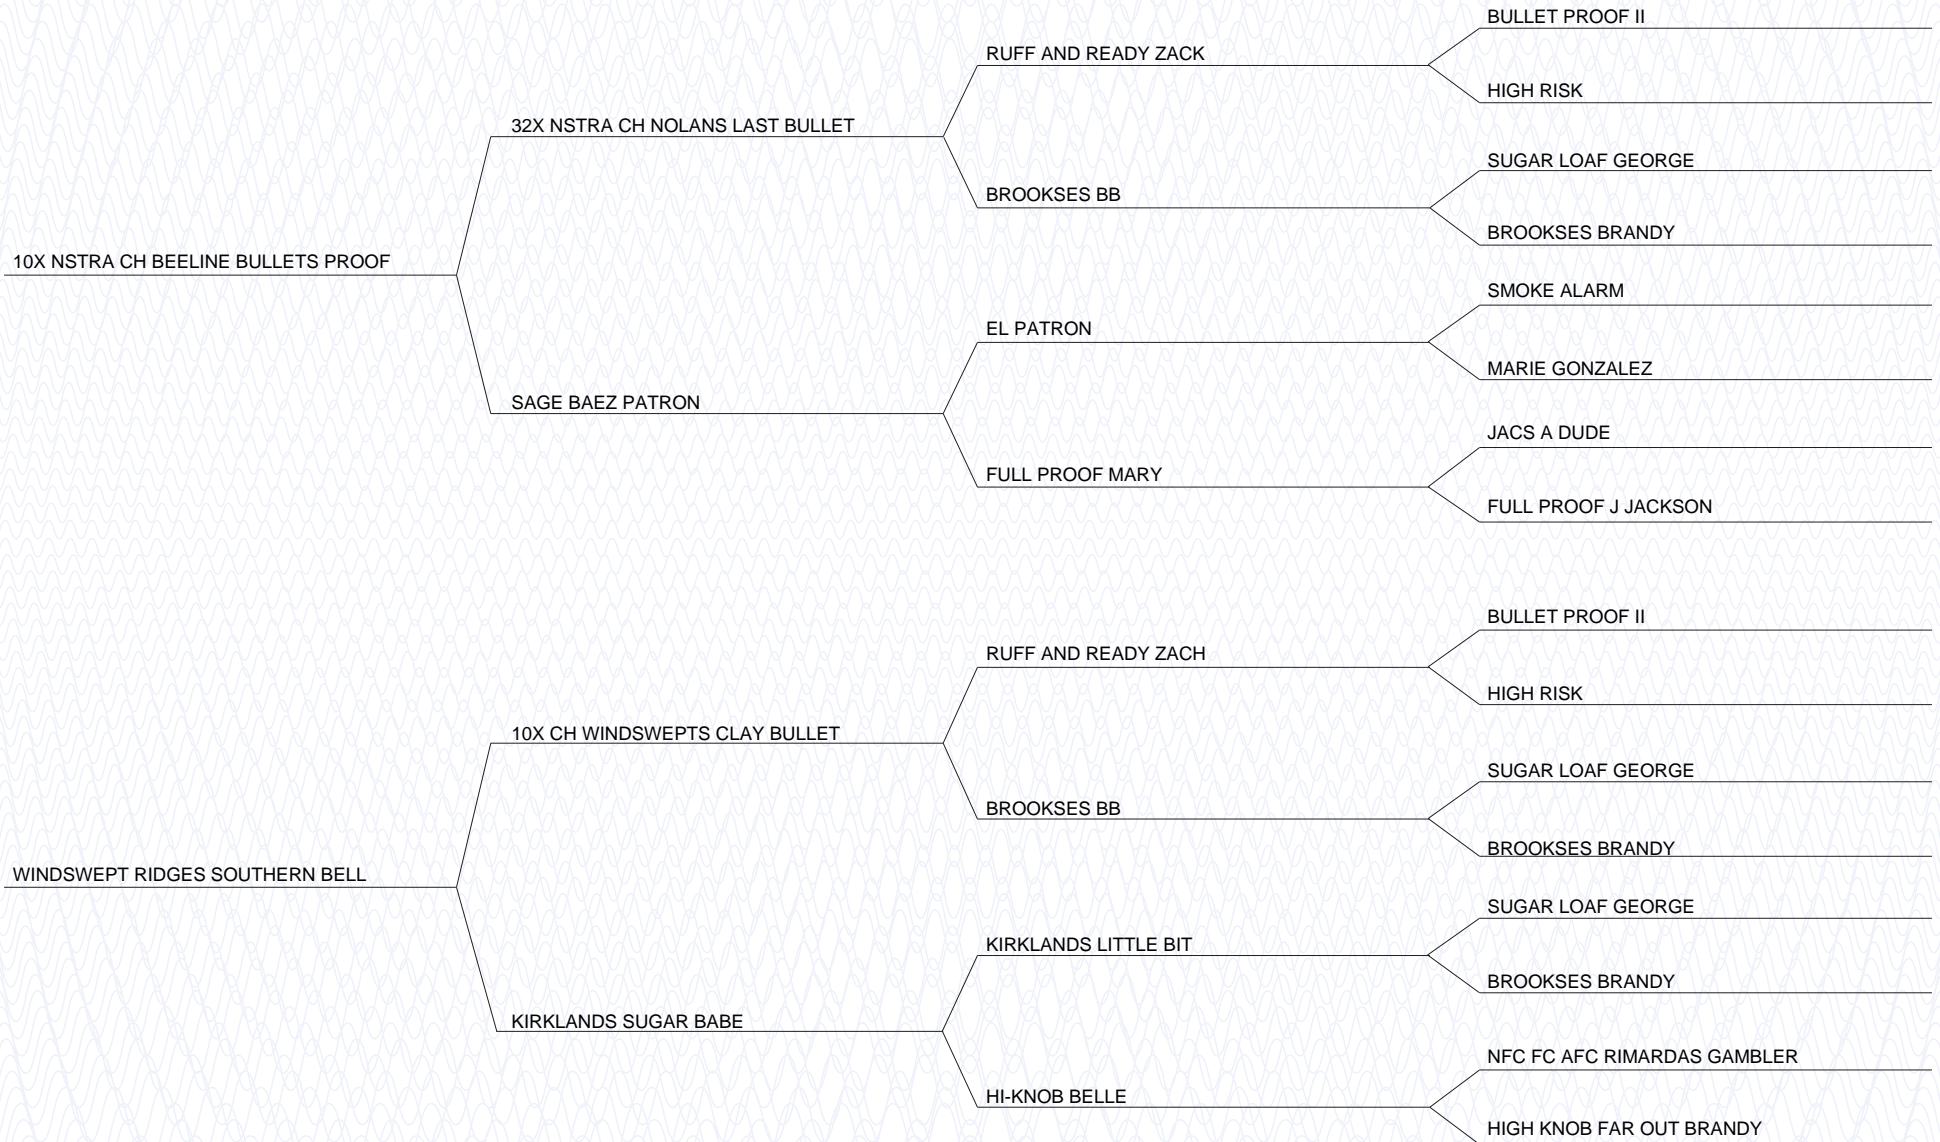 BULLET PROOF II
RUFF AND READY ZACK
HIGH RISK
32X NSTRA CH NOLANS LAST BULLET
SUGAR LOAF GEORGE
BROOKSES BB
BROOKSES BRANDY
10X NSTRA CH BEELINE BULLETS PROOF
SMOKE ALARM
EL PATRON
MARIE GONZALEZ
SAGE BAEZ PATRON
JACS A DUDE
FULL PROOF MARY
FULL PROOF J JACKSON
BULLET PROOF II
RUFF AND READY ZACH
HIGH RISK
10X CH WINDSWEPTS CLAY BULLET
SUGAR LOAF GEORGE
BROOKSES BB
BROOKSES BRANDY
WINDSWEPT RIDGES SOUTHERN BELL
SUGAR LOAF GEORGE
KIRKLANDS LITTLE BIT
BROOKSES BRANDY
KIRKLANDS SUGAR BABE
NFC FC AFC RIMARDAS GAMBLER
HI-KNOB BELLE
HIGH KNOB FAR OUT BRANDY